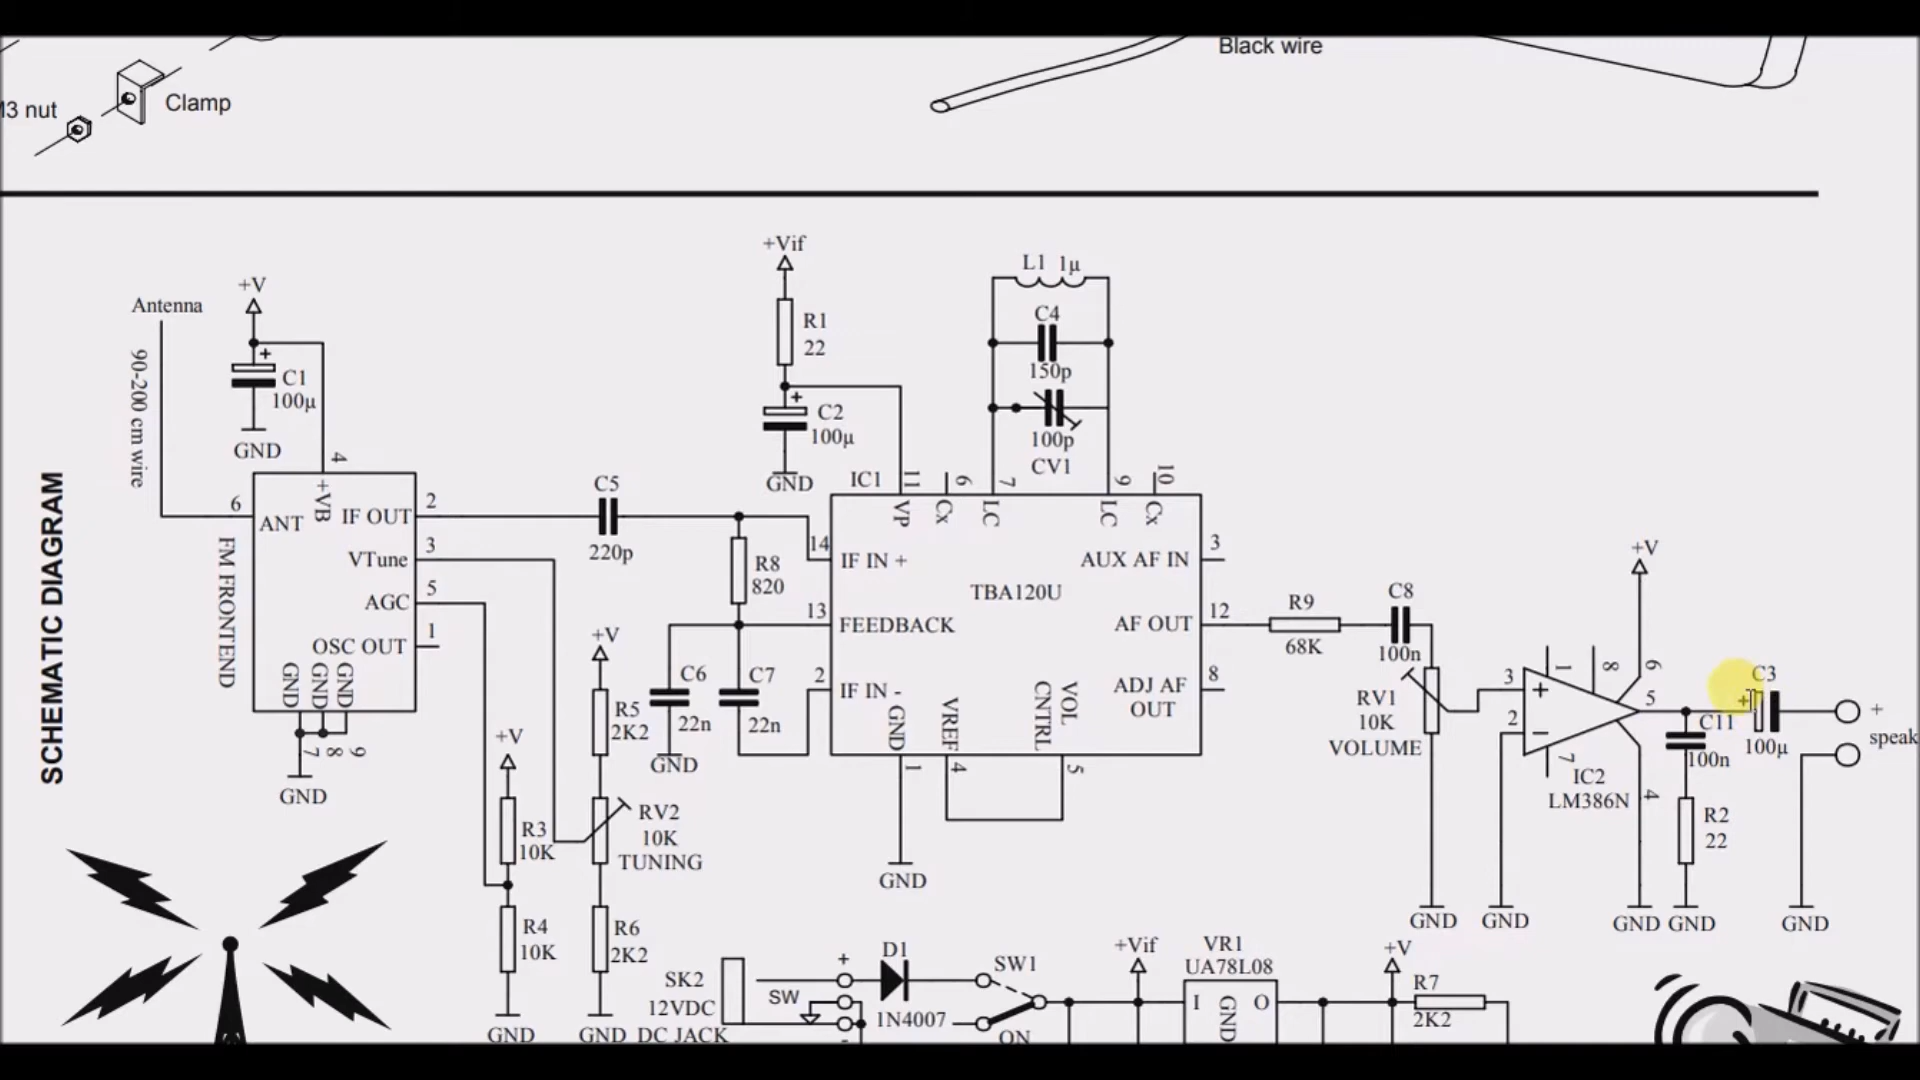 Black wire
M3 nut
Clamp
SCHEMATIC DIAGRAM
Antenna
90-200 cm wire
+V
+
C1
100µ
GND
4
+VB
6
ANT
IF OUT
2
VTune
3
AGC
5
OSC OUT
1
FM FRONTEND
GND
GND
GND
7
8
9
GND
+V
R3
10K
R4
10K
GND
+V
R5
2K2
RV2
10K
TUNING
R6
2K2
GND
C5
220p
R8
820
C6
22n
GND
C7
22n
+Vif
R1
22
+
C2
100µ
GND
L1 1µ
C4
150p
100p
CV1
IC1
11
6
7
9
10
VP
Cx
LC
LC
Cx
14
IF IN +
13
FEEDBACK
2
IF IN -
TBA120U
AUX AF IN
3
AF OUT
12
ADJ AF
OUT
8
GND
VREF
VOL
CNTRL
1
4
5
GND
R9
68K
C8
100n
RV1
10K
VOLUME
GND
3
+
2
-
1
8
6
5
7
4
IC2
LM386N
+V
GND
GND
C11
100n
R2
22
GND
C3
+
100µ
+
speak
GND
SK2
12VDC
DC JACK
SW
+
-
D1
1N4007
SW1
ON
+Vif
VR1
UA78L08
I
GND
O
+V
R7
2K2